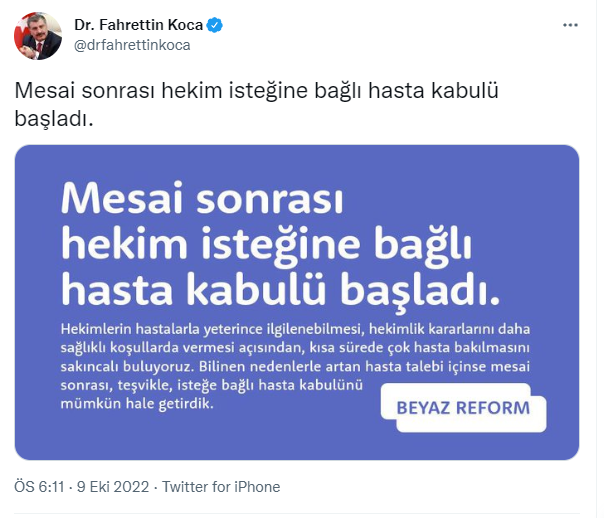 Dr. Fahrettin Koca
@drfahrettinkoca
Mesai sonrası hekim isteğine bağlı hasta kabulü
başladı.
Mesai sonrası
hekim isteğine bağlı
hasta kabulü başladı.
Hekimlerin hastalarla yeterince ilgilenebilmesi, hekimlik kararlarını daha
sağlıklı koşullarda vermesi açısından, kısa sürede çok hasta bakılmasını
sakıncalı buluyoruz. Bilinen nedenlerle artan hasta talebi içinse mesai
sonrası, teşvikle, isteğe bağlı hasta kabulünü
mümkün hale getirdik.
BEYAZ REFORM
ÖS 6:11 · 9 Eki 2022 · Twitter for iPhone